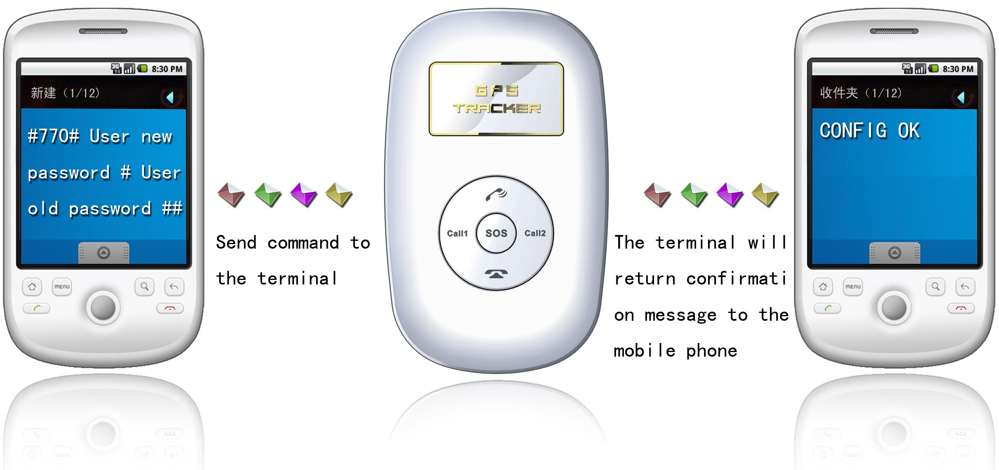 8:30 PM
新建（1/12)
#770# User new
password # User
old password ##
MENU
Send command to
the terminal
GPS
TRACKER
Call1 SOS Call2
The terminal will
return confirmati
on message to the
mobile phone
8:30 PM
收件夹（1/12)
CONFIG OK
MENU